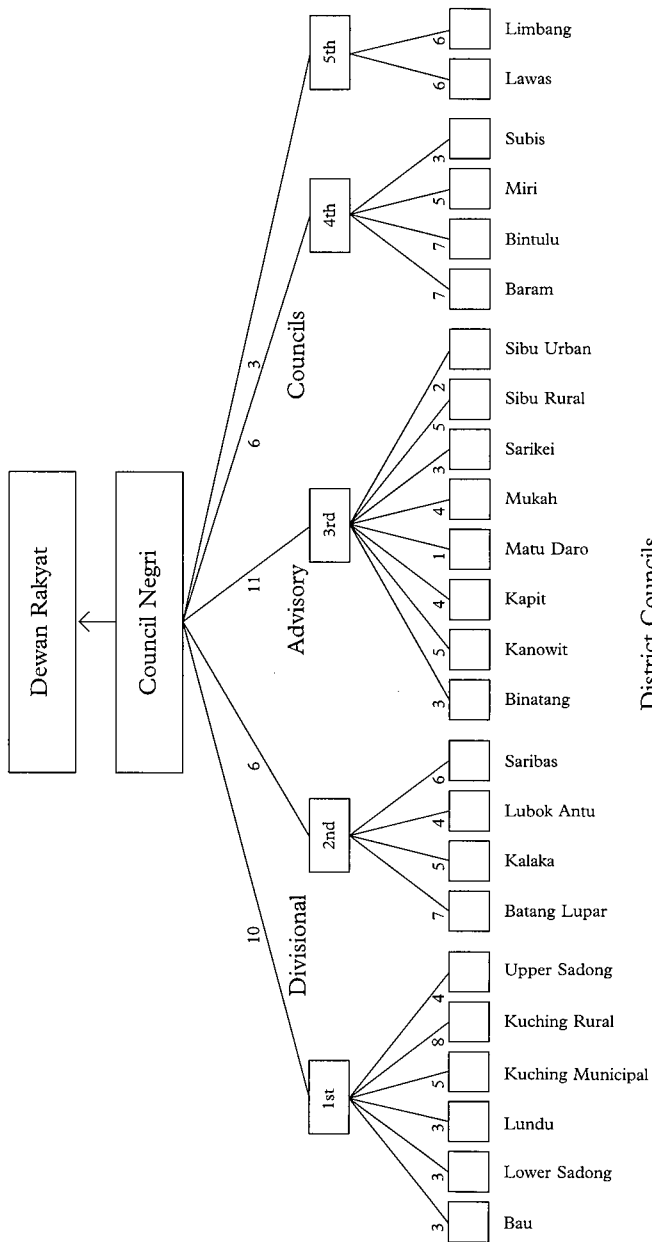 Dewan Rakyat
Council Negri
10
6
11
6
3
Divisional
Advisory
Councils
1st
2nd
3rd
4th
5th
3
3
3
5
8
4
7
5
4
6
3
5
4
1
4
3
5
2
7
7
5
3
6
6
Bau
Lower Sadong
Lundu
Kuching Municipal
Kuching Rural
Upper Sadong
Batang Lupar
Kalaka
Lubok Antu
Saribas
Binatang
Kanowit
Kapit
Matu Daro
Mukah
Sarikei
Sibu Rural
Sibu Urban
Baram
Bintulu
Miri
Subis
Lawas
Limbang
District Councils